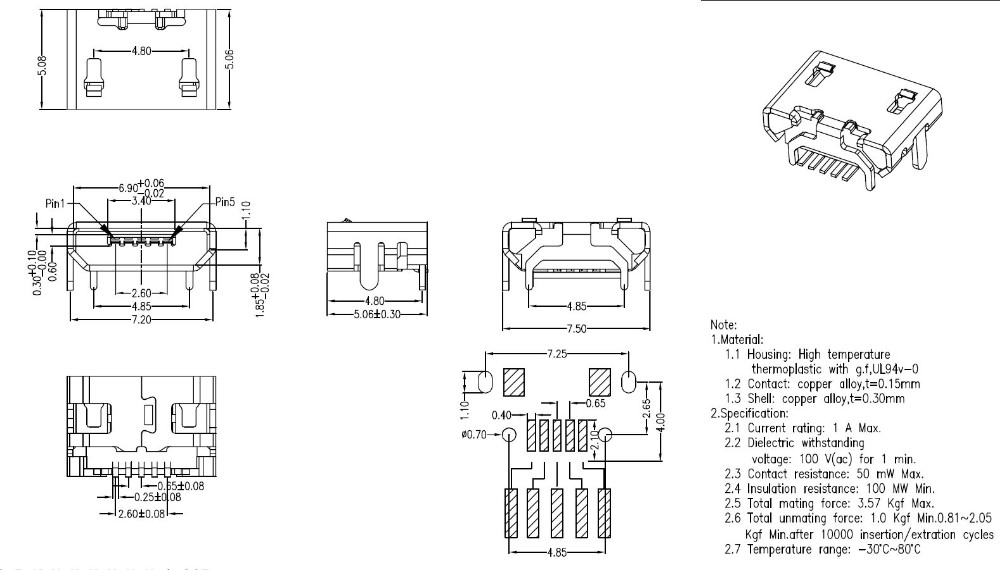 4.80
5.08
5.06
6.90+0.06
-0.02
3.40
Pin1
Pin5
1.10
0.30+0.10
-0.00
0.60
1.85+0.08
-0.02
2.60
4.85
7.20
4.80
5.06±0.30
4.85
7.50
0.65±0.08
0.25±0.08
2.60±0.08
7.25
1.10
0.65
2.65
4.00
0.40
ø0.70
2.10
4.85
Note:
1.Material:
1.1 Housing: High temperature
thermoplastic with g.f,UL94v-0
1.2 Contact: copper alloy,t=0.15mm
1.3 Shell: copper alloy,t=0.30mm
2.Specification:
2.1 Current rating: 1 A Max.
2.2 Dielectric withstanding
voltage: 100 V(ac) for 1 min.
2.3 Contact resistance: 50 mW Max.
2.4 Insulation resistance: 100 MW Min.
2.5 Total mating force: 3.57 Kgf Max.
2.6 Total unmating force: 1.0 Kgf Min.0.81~2.05
Kgf Min.after 10000 insertion/extration cycles
2.7 Temperature range: -30°C~80°C